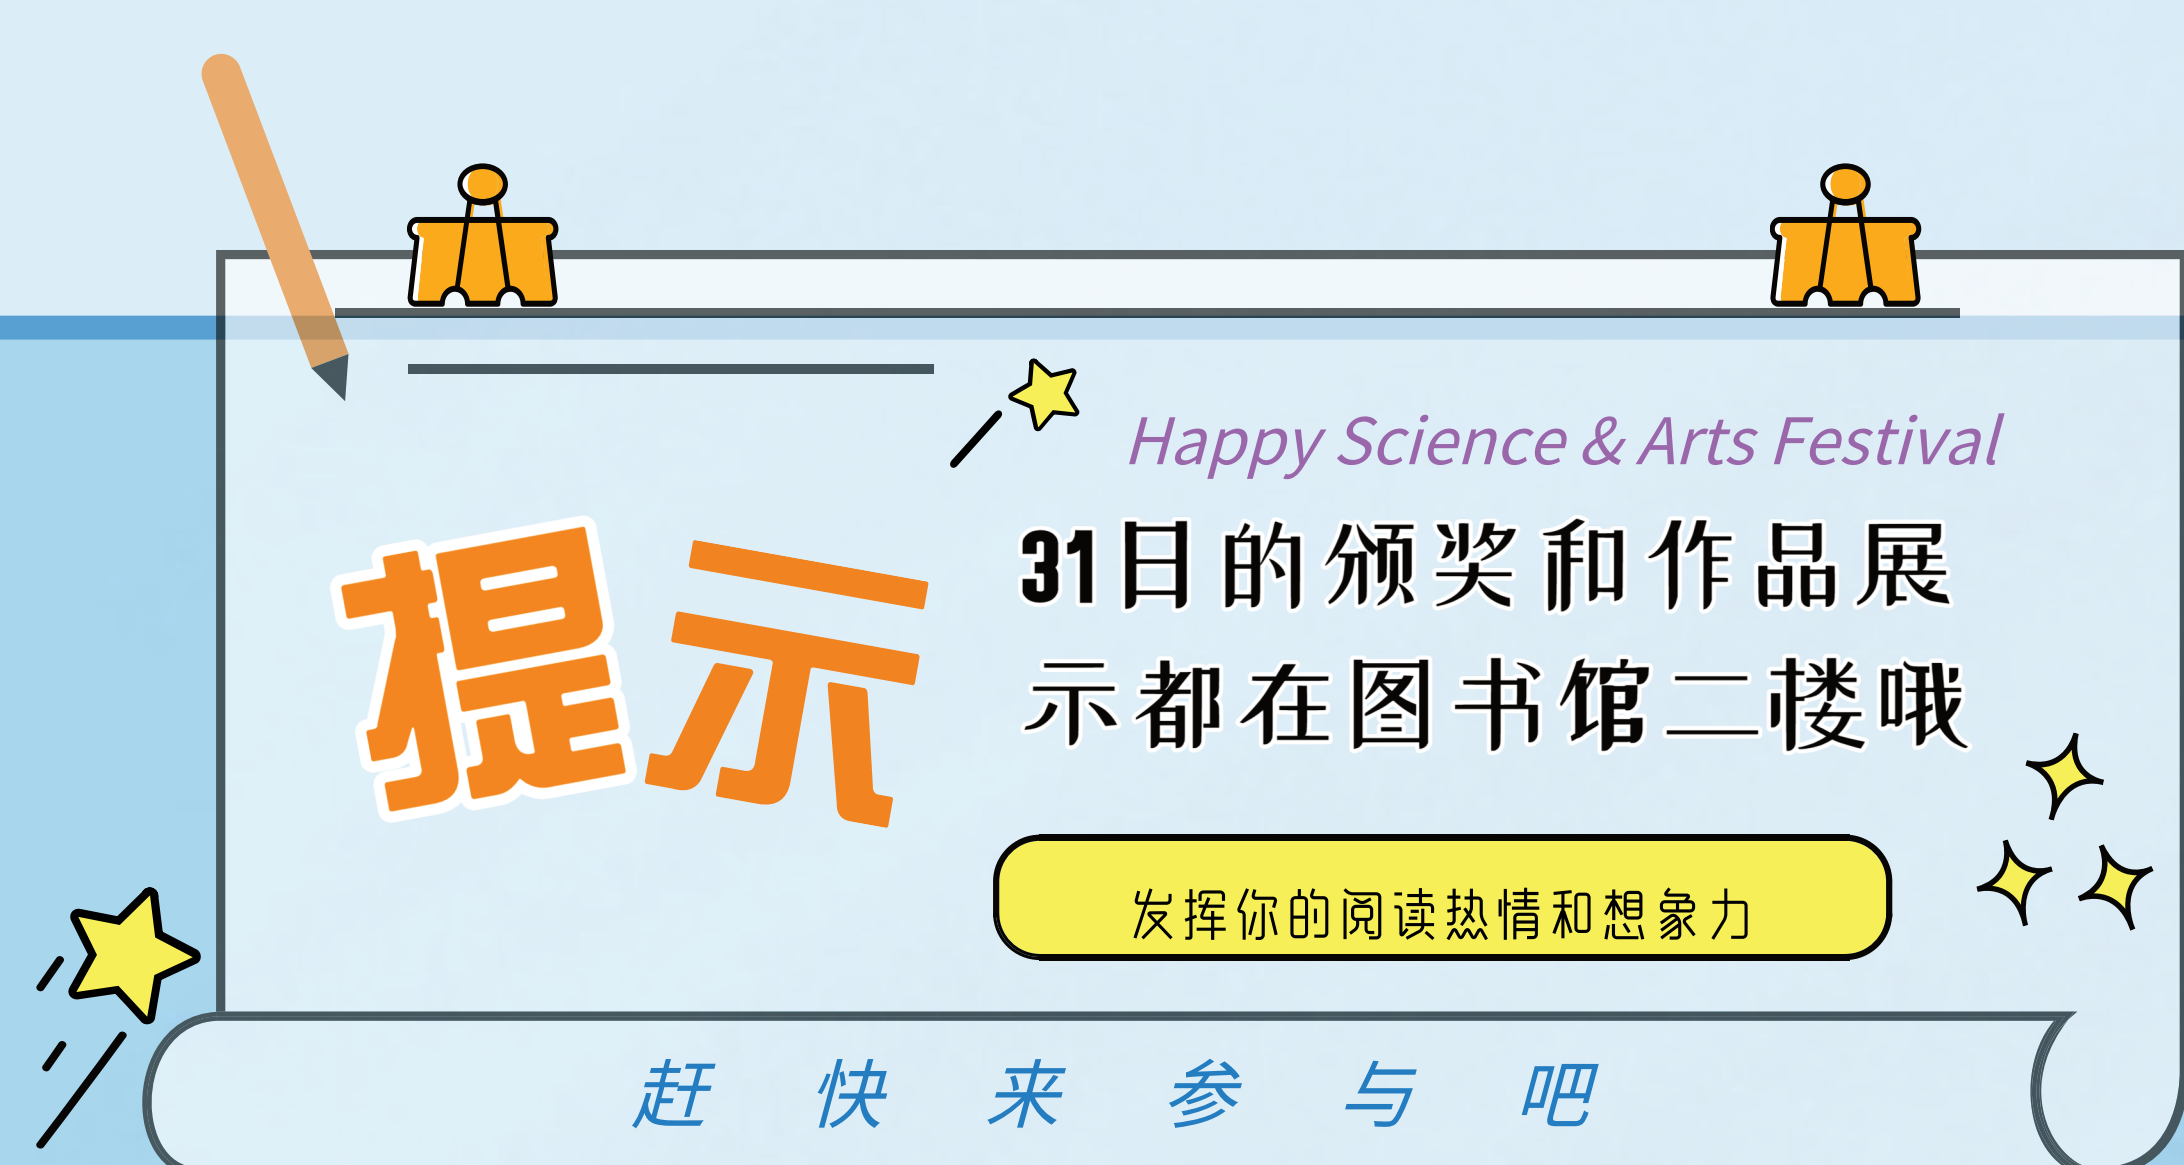 Happy Science & Arts Festival
提示
31日的颁奖和作品展
示都在图书馆二楼哦
发挥你的阅读热情和想象力
赶快来参与吧